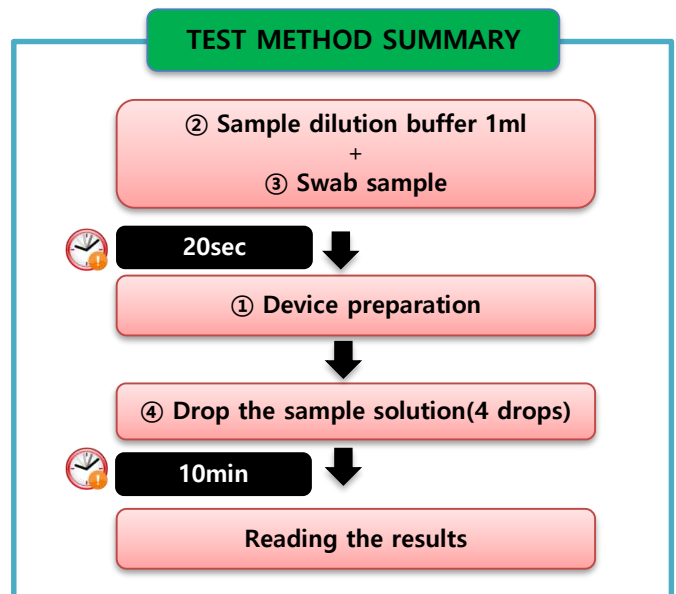 TEST METHOD SUMMARY
② Sample dilution buffer 1ml
+
③ Swab sample
20sec
① Device preparation
④ Drop the sample solution(4 drops)
10min
Reading the results